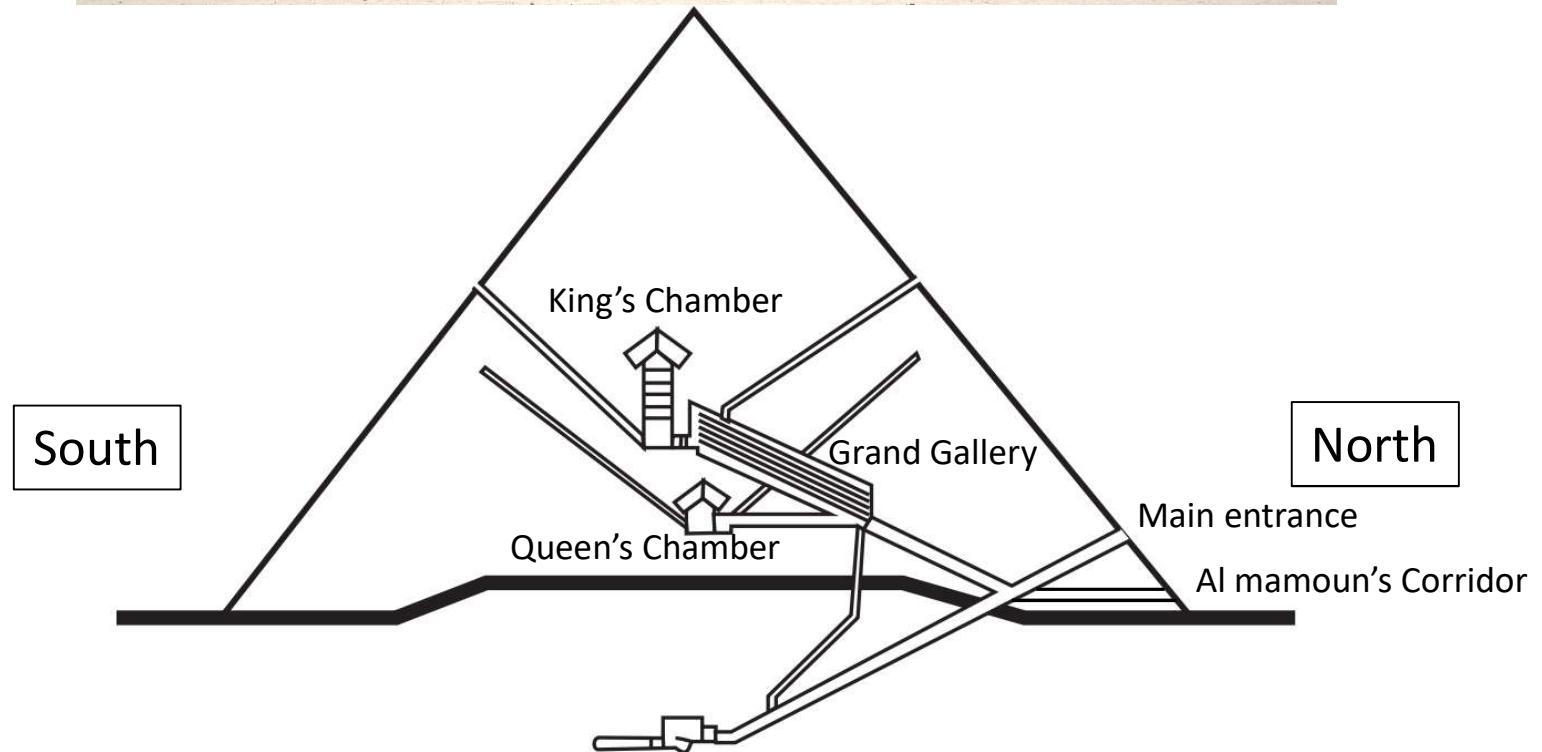 King’s Chamber
South
Grand Gallery
North
Main entrance
Queen’s Chamber
Al mamoun’s Corridor